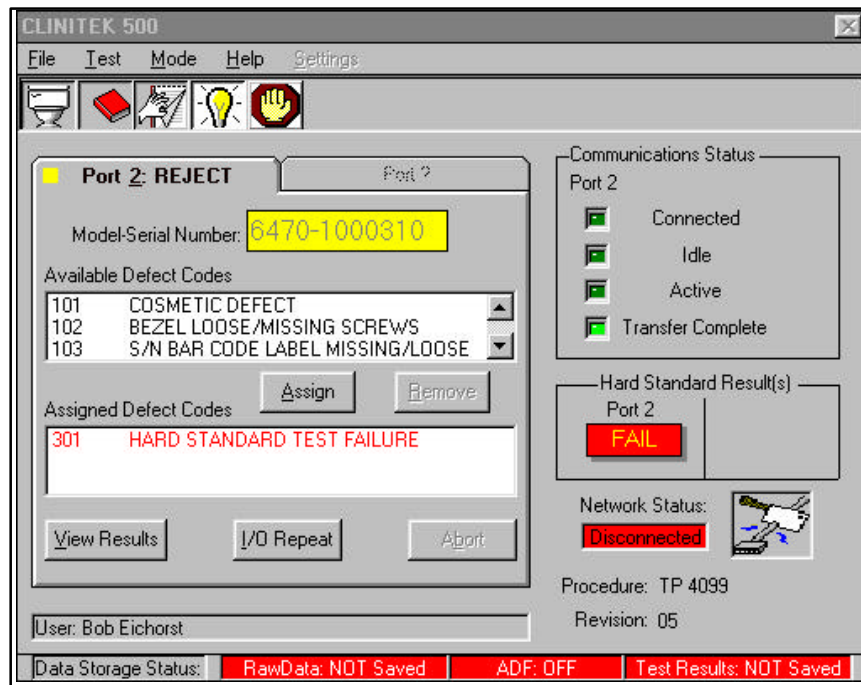 CLINITEK 500
File Test Mode Help Settings
Port 2: REJECT
Port ?
Model-Serial Number: 6470-1000310
Available Defect Codes
101 COSMETIC DEFECT
102 BEZEL LOOSE/MISSING SCREWS
103 S/N BAR CODE LABEL MISSING/LOOSE
Assign Remove
Assigned Defect Codes
301 HARD STANDARD TEST FAILURE
View Results I/O Repeat Abort
User: Bob Eichorst
Communications Status
Port 2
Connected
Idle
Active
Transfer Complete
Hard Standard Result(s)
Port 2
FAIL
Network Status:
Disconnected
Procedure: TP 4099
Revision: 05
Data Storage Status: RawData: NOT Saved ADF: OFF Test Results: NOT Saved